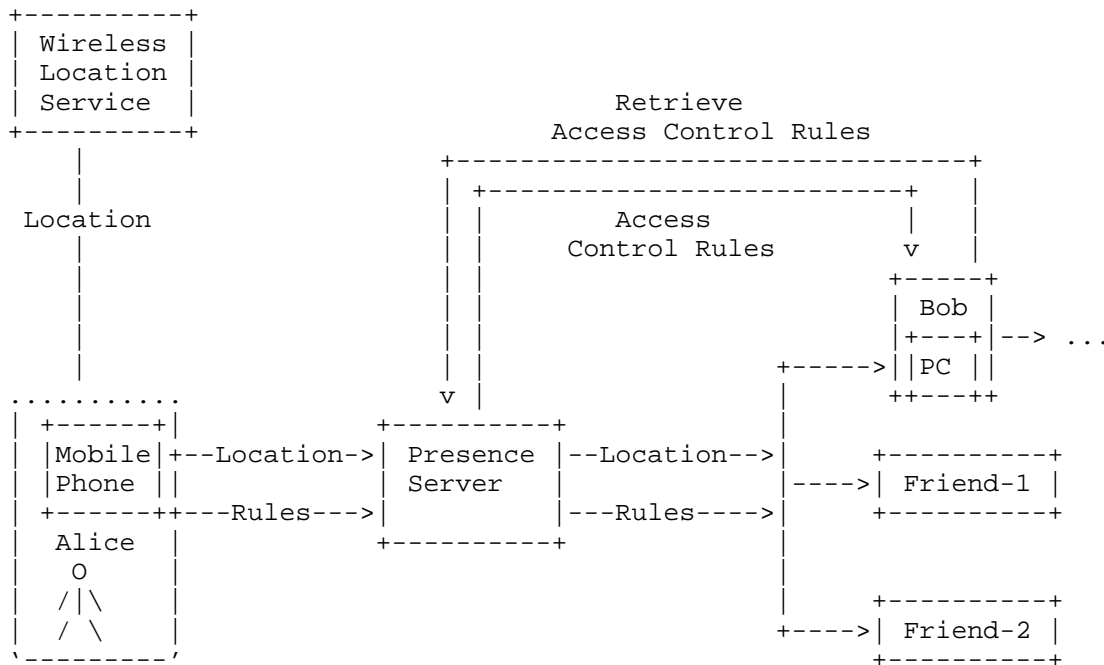 Wireless
Location
Service
Retrieve
Access Control Rules
Location
Access
Control Rules
v
Bob
...
PC
v
Mobile
Phone
Location
Presence
Server
Location
Friend-1
Rules
Rules
Alice
O
Friend-2